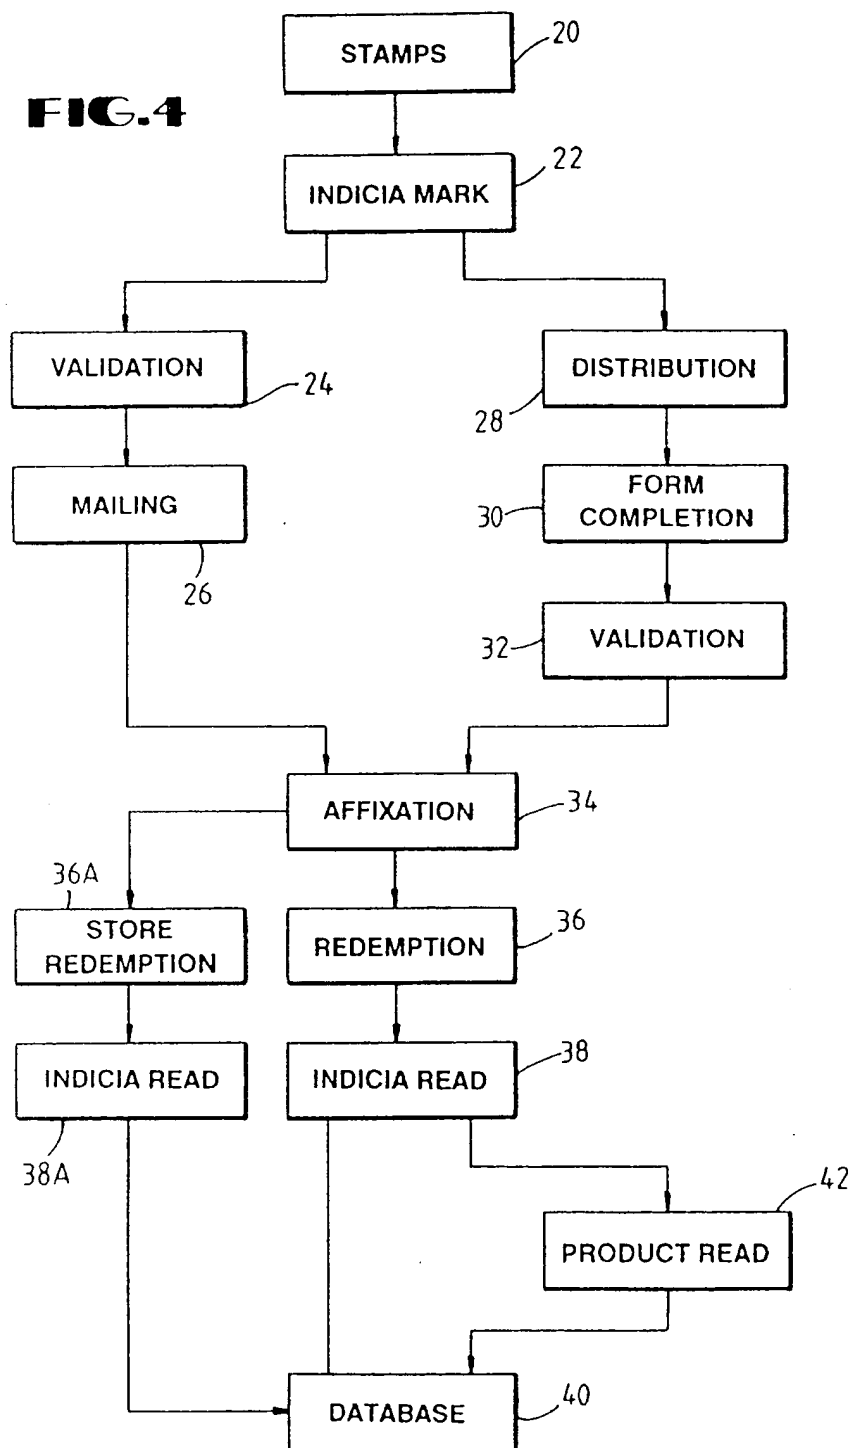 FIG.4
STAMPS
20
INDICIA MARK
22
VALIDATION
24
DISTRIBUTION
28
MAILING
26
FORM
COMPLETION
30
VALIDATION
32
AFFIXATION
34
36A
STORE
REDEMPTION
REDEMPTION
36
INDICIA READ
38A
INDICIA READ
38
PRODUCT READ
42
DATABASE
40